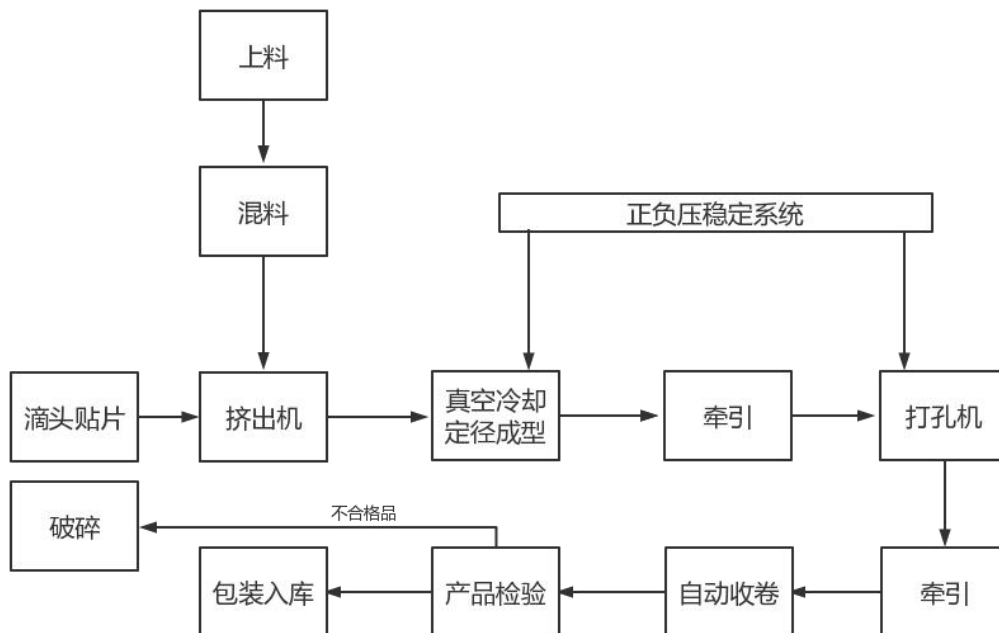 上料
混料
正负压稳定系统
滴头贴片
挤出机
真空冷却
定径成型
牵引
打孔机
破碎
不合格品
包装入库
产品检验
自动收卷
牵引